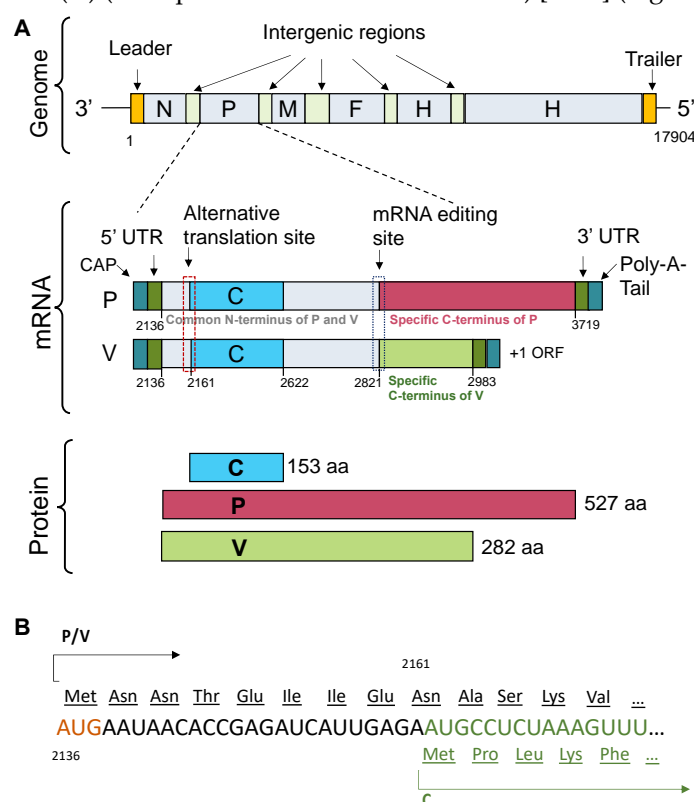 A
Genome
Leader
Intergenic regions
Trailer
3’
N
P
M
F
H
H
5’
1
17904
mRNA
5’ UTR
Alternative
translation site
mRNA editing
site
3’ UTR
CAP
Poly-A-
Tail
P
C
2136
Common N-terminus of P and V
Specific C-terminus of P
3719
V
C
+1 ORF
2136
2161
2622
2821
Specific
C-terminus of V
2983
Protein
C
153 aa
P
527 aa
V
282 aa
B
P/V
2161
Met Asn Asn Thr Glu Ile Ile Glu Asn Ala Ser Lys Val ...
AUGAAUAACACCGAGAUCAUUGAGAAUGCCUCUAAAGUUU...
2136
Met Pro Leu Lys Phe ...
C